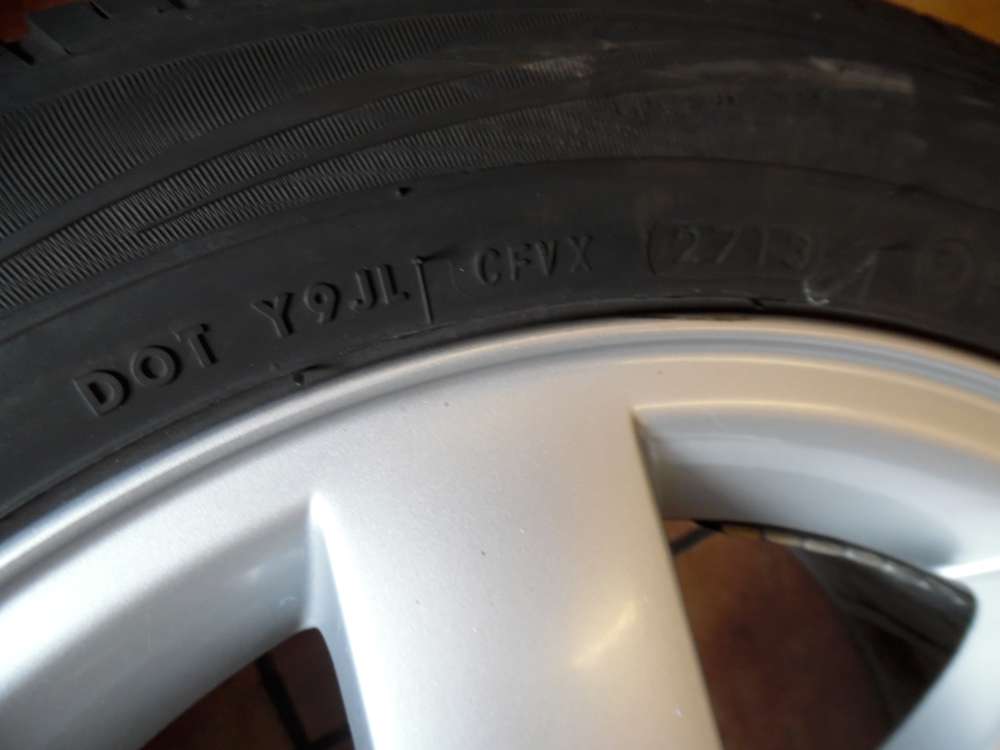 DOT Y9JL CFVX 2713